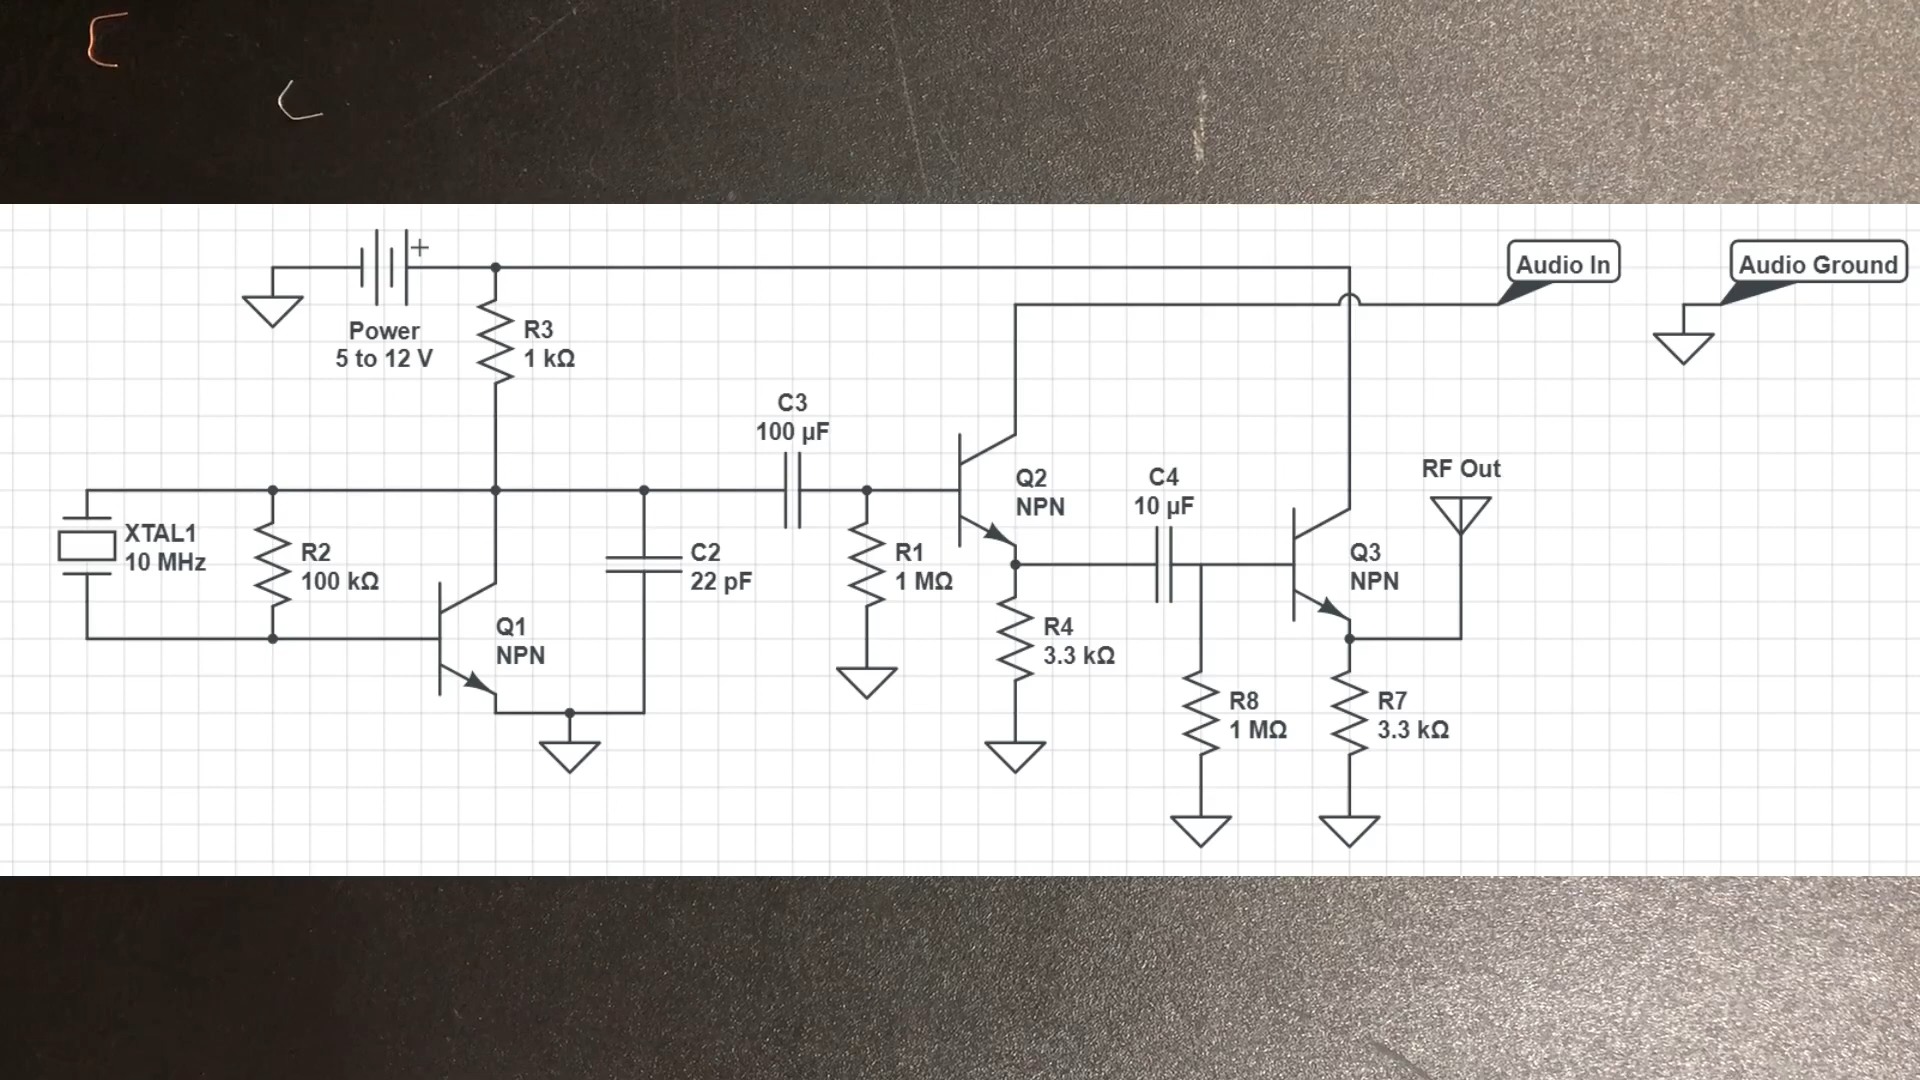 +
Audio In
Audio Ground
Power
5 to 12 V
R3
1 kΩ
C3
100 µF
RF Out
Q2
NPN
C4
10 µF
XTAL1
10 MHz
R2
100 kΩ
C2
22 pF
R1
1 MΩ
Q3
NPN
Q1
NPN
R4
3.3 kΩ
R8
1 MΩ
R7
3.3 kΩ